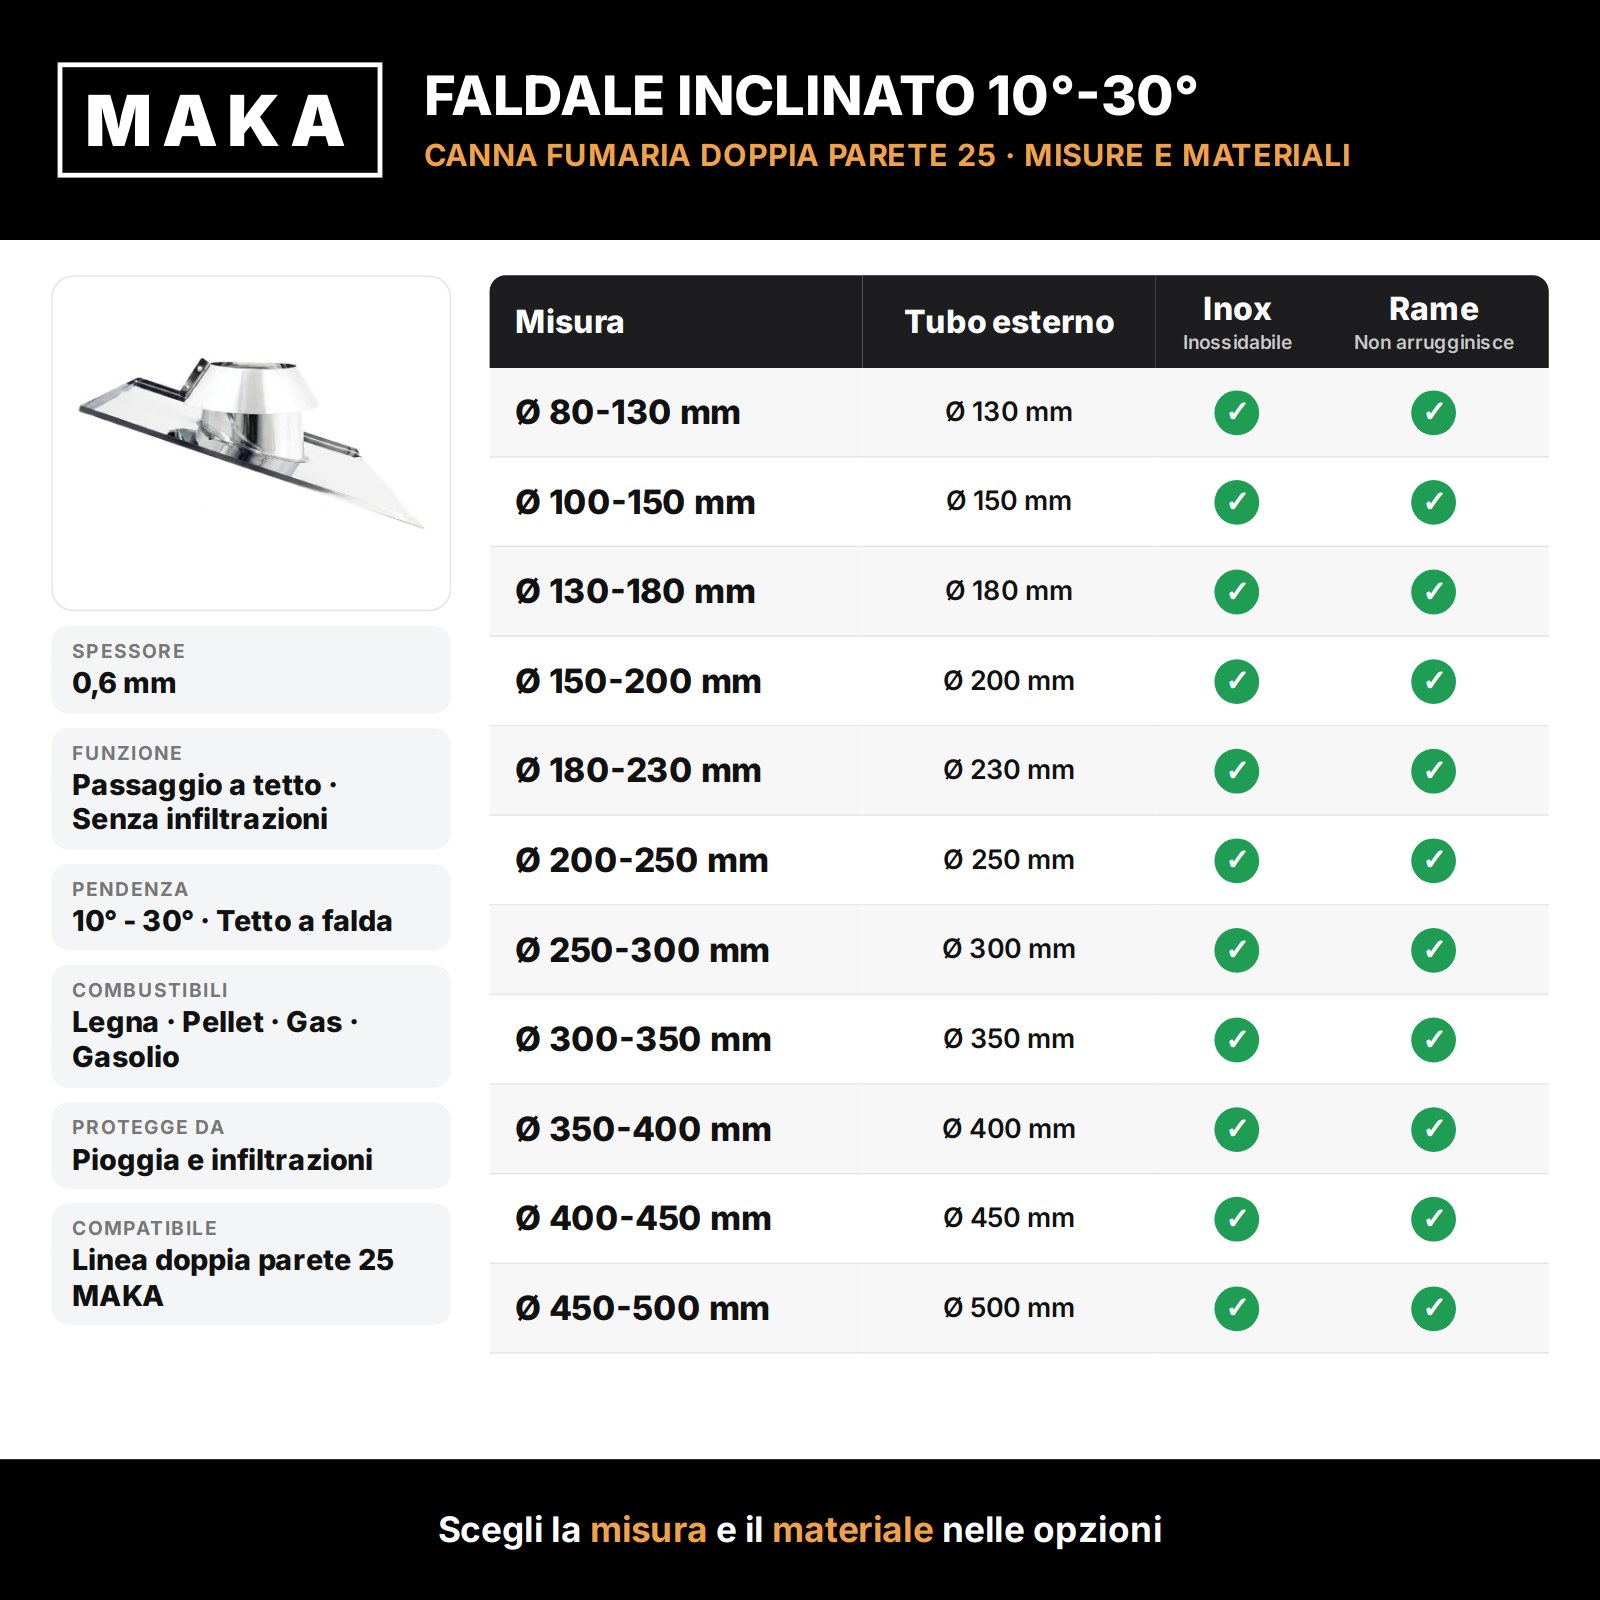 MAKA
FALDALE INCLINATO 10°-30°
CANNA FUMARIA DOPPIA PARETE 25 · MISURE E MATERIALI
SPESSORE
0,6 mm
FUNZIONE
Passaggio a tetto ·
Senza infiltrazioni
PENDENZA
10° - 30° · Tetto a falda
COMBUSTIBILI
Legna · Pellet · Gas ·
Gasolio
PROTEGGE DA
Pioggia e infiltrazioni
COMPATIBILE
Linea doppia parete 25
MAKA
Misura Tubo esterno Inox Rame
Inossidabile Non arrugginisce
Ø 80-130 mm Ø 130 mm ✓ ✓
Ø 100-150 mm Ø 150 mm ✓ ✓
Ø 130-180 mm Ø 180 mm ✓ ✓
Ø 150-200 mm Ø 200 mm ✓ ✓
Ø 180-230 mm Ø 230 mm ✓ ✓
Ø 200-250 mm Ø 250 mm ✓ ✓
Ø 250-300 mm Ø 300 mm ✓ ✓
Ø 300-350 mm Ø 350 mm ✓ ✓
Ø 350-400 mm Ø 400 mm ✓ ✓
Ø 400-450 mm Ø 450 mm ✓ ✓
Ø 450-500 mm Ø 500 mm ✓ ✓
Scegli la misura e il materiale nelle opzioni